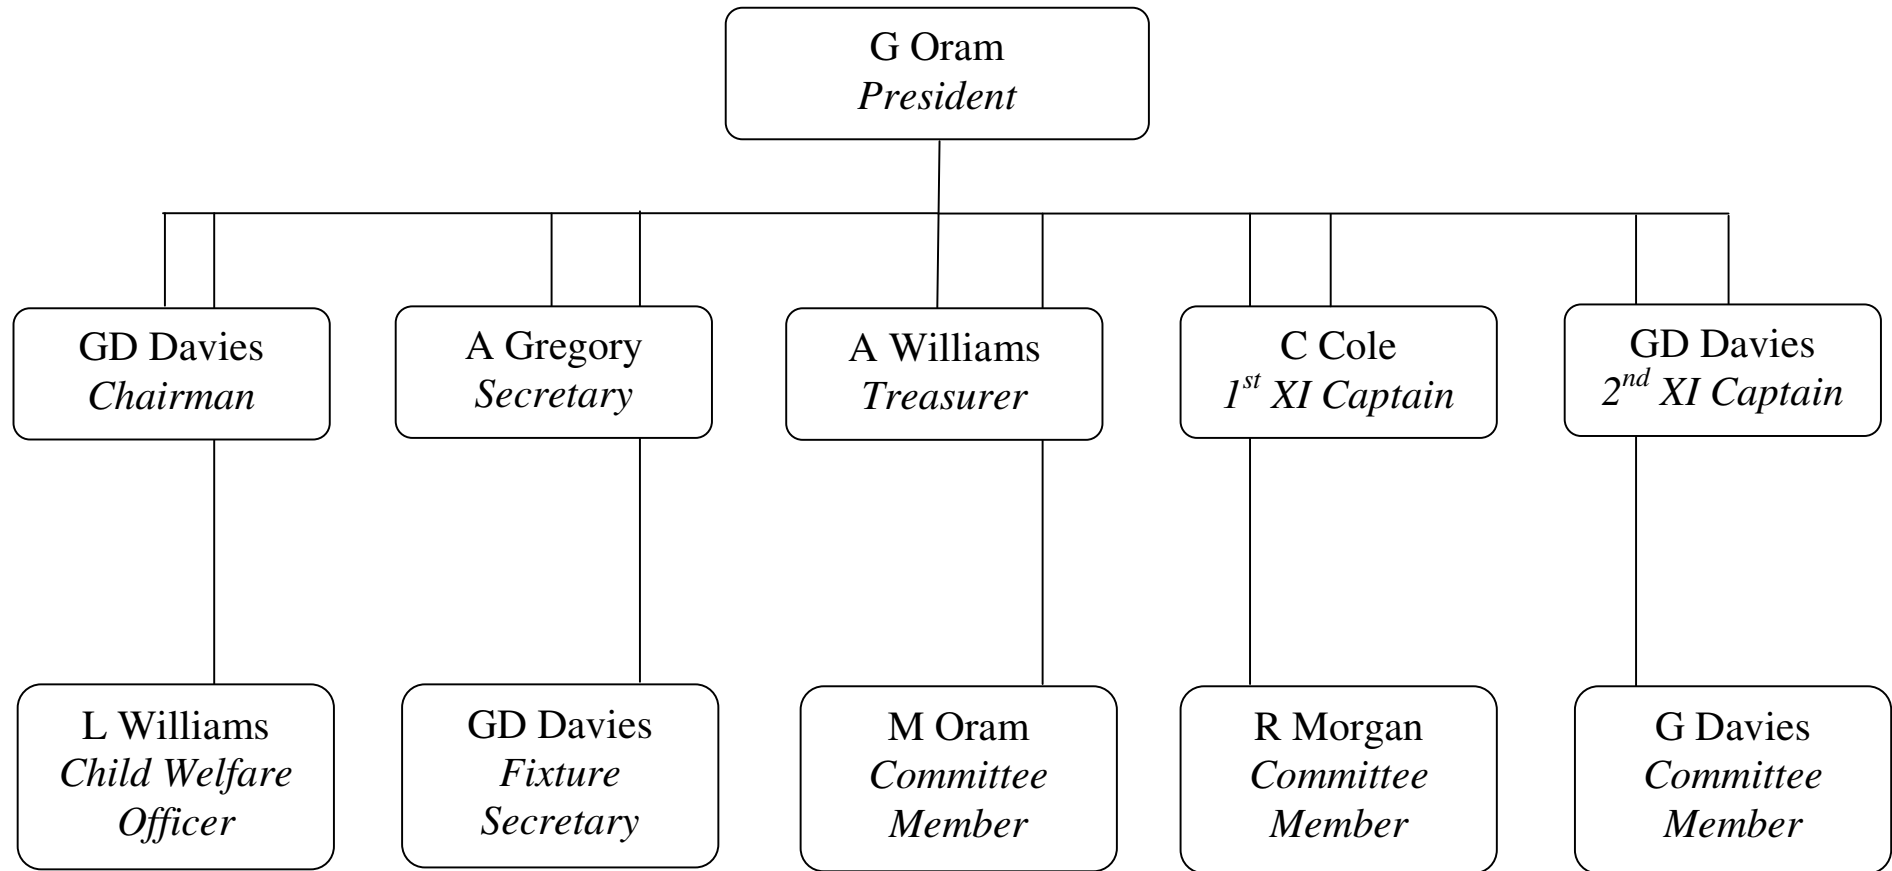 G Oram
President
GD Davies
Chairman
A Gregory
Secretary
A Williams
Treasurer
C Cole
1st XI Captain
GD Davies
2nd XI Captain
L Williams
Child Welfare
Officer
GD Davies
Fixture
Secretary
M Oram
Committee
Member
R Morgan
Committee
Member
G Davies
Committee
Member